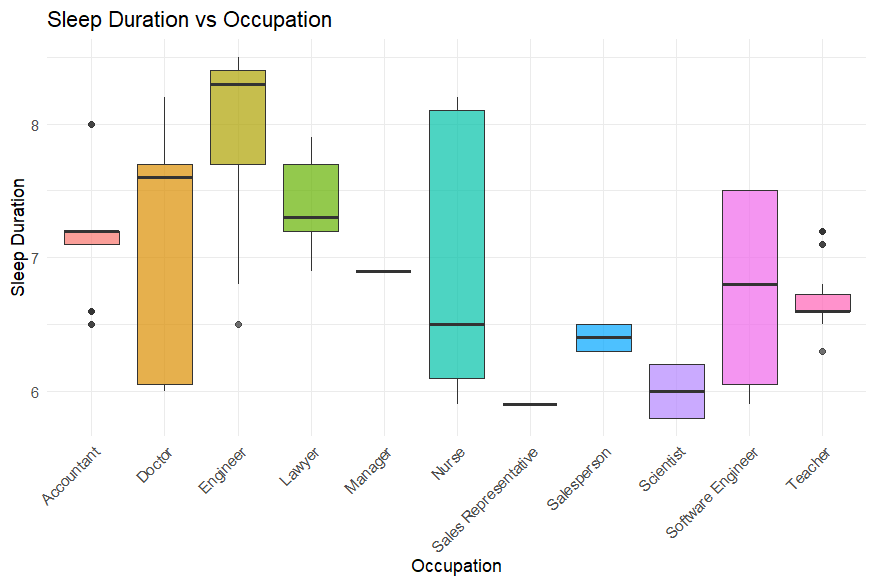 Sleep Duration vs Occupation
Sleep Duration
8
7
6
Accountant
Doctor
Engineer
Lawyer
Manager
Nurse
Sales Representative
Salesperson
Scientist
Software Engineer
Teacher
Occupation